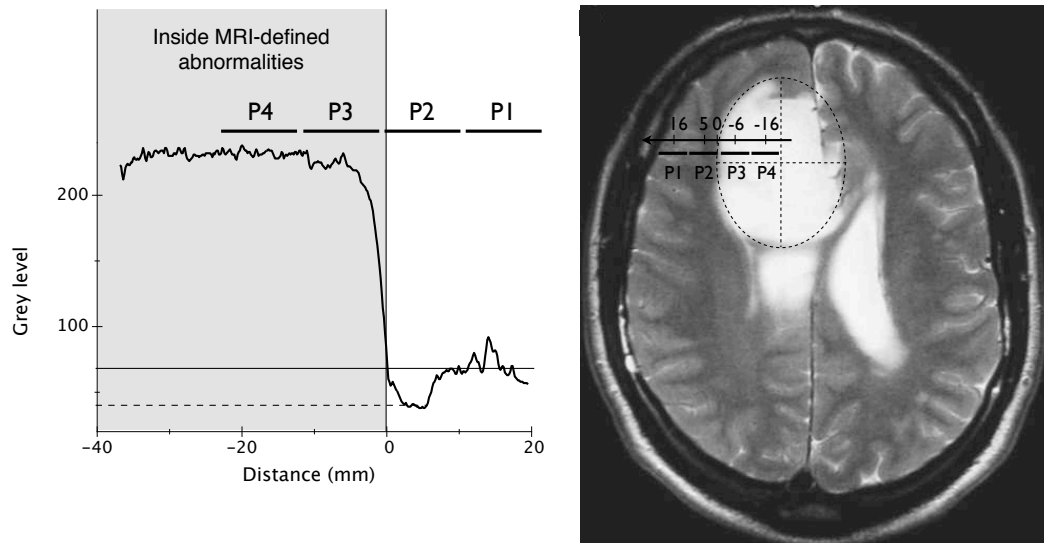 Inside MRI-defined
abnormalities
P4 P3 P2 P1
200
100
Grey level
−40 −20 0 20
Distance (mm)
16 5 0 -6 -16
P1 P2 P3 P4